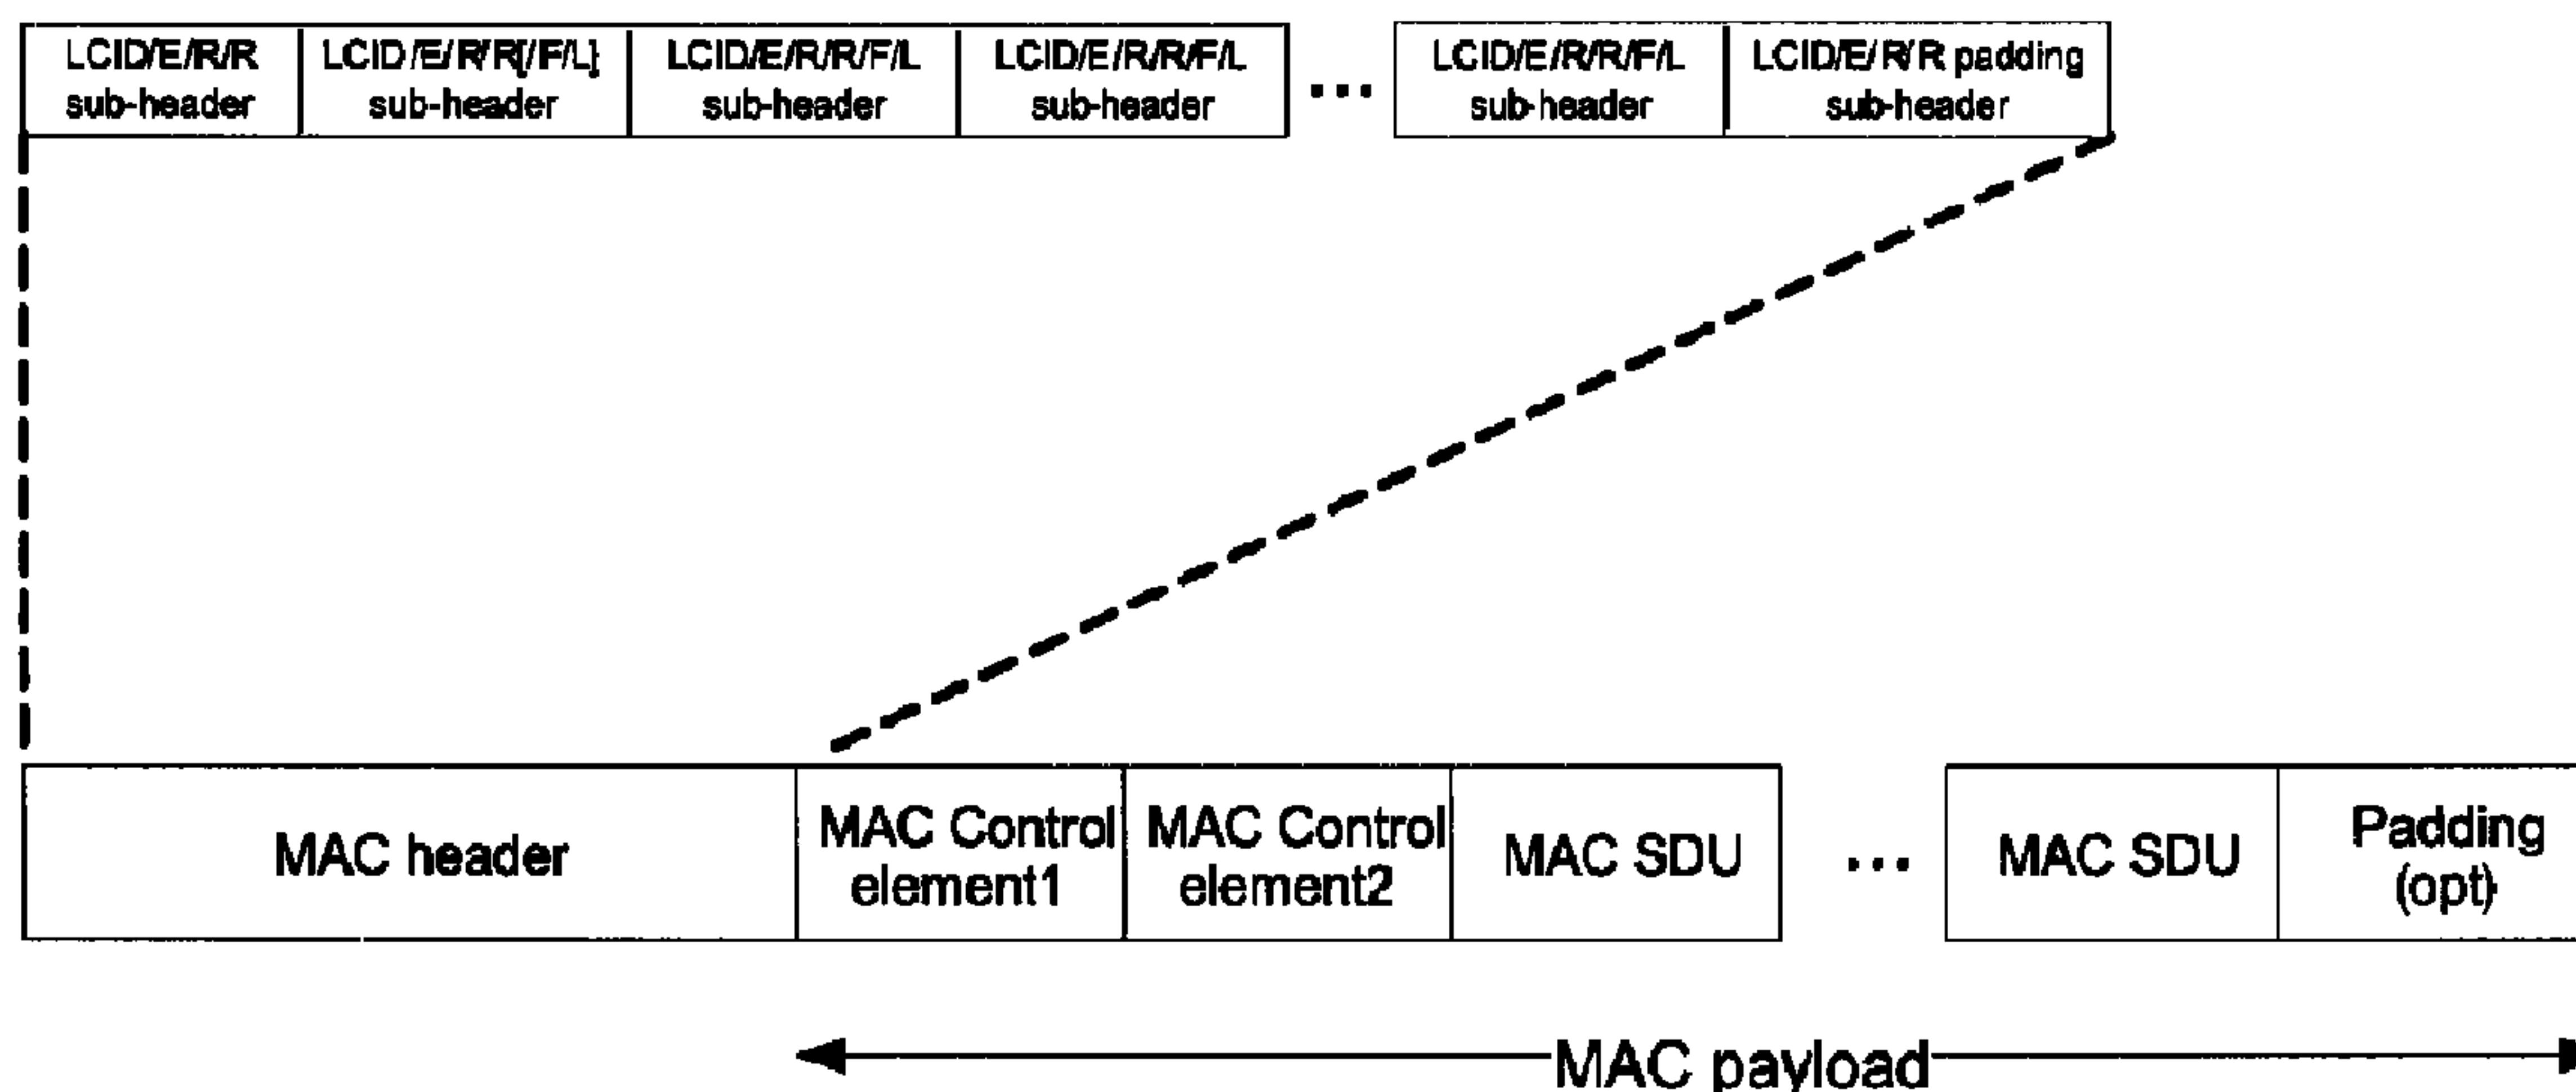 LCID/E/R/R
sub-header
LCID/E/R/R[/F/L]
sub-header
LCID/E/R/R/F/L
sub-header
LCID/E/R/R/F/L
sub-header
...
LCID/E/R/R/F/L
sub-header
LCID/E/R/R padding
sub-header
MAC header
MAC Control
element1
MAC Control
element2
MAC SDU
...
MAC SDU
Padding
(opt)
MAC payload